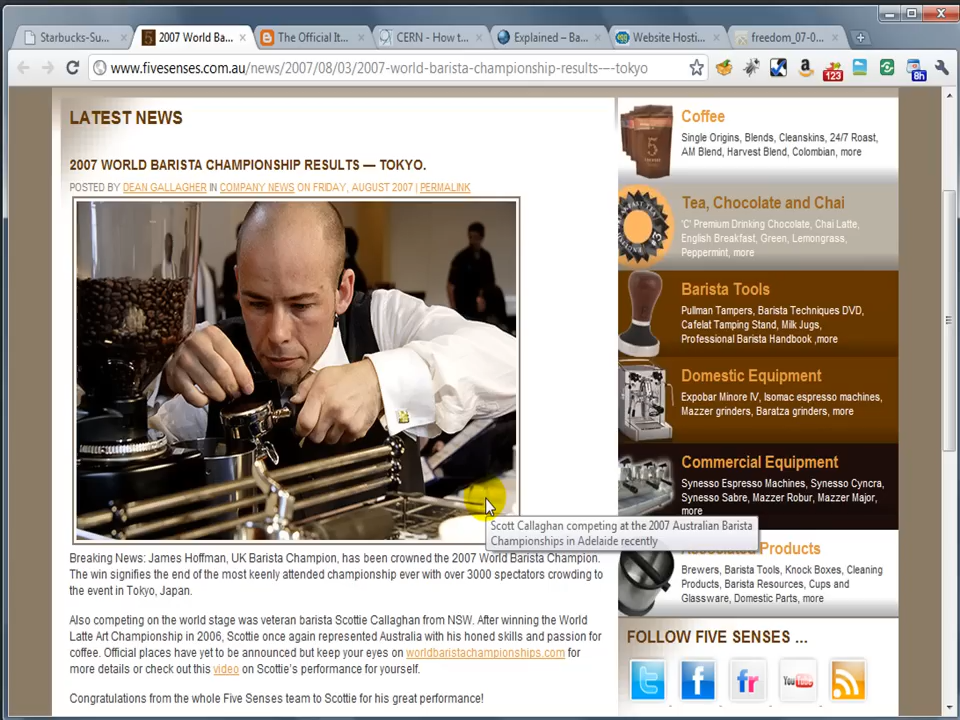 Starbucks-Su...
2007 World Ba...
The Official It...
CERN - How t...
Explained – Ba...
Website Hosti...
freedom_07-0...
www.fivesenses.com.au/news/2007/08/03/2007-world-barista-championship-results-–-tokyo
123
8h
LATEST NEWS
2007 WORLD BARISTA CHAMPIONSHIP RESULTS — TOKYO.
POSTED BY DEAN GALLAGHER IN COMPANY NEWS ON FRIDAY, AUGUST 2007 | PERMALINK
Scott Callaghan competing at the 2007 Australian Barista
Championships in Adelaide recently
Breaking News: James Hoffman, UK Barista Champion, has been crowned the 2007 World Barista Champion.
The win signifies the end of the most keenly attended championship ever with over 3000 spectators crowding to
the event in Tokyo, Japan.
Also competing on the world stage was veteran barista Scottie Callaghan from NSW. After winning the World
Latte Art Championship in 2006, Scottie once again represented Australia with his honed skills and passion for
coffee. Official places have yet to be announced but keep your eyes on worldbaristachampionships.com for
more details or check out this video on Scottie's performance for yourself.
Congratulations from the whole Five Senses team to Scottie for his great performance!
5
Coffee
Single Origins, Blends, Cleanskins, 24/7 Roast,
AM Blend, Harvest Blend, Colombian, more
Tea, Chocolate and Chai
'C' Premium Drinking Chocolate, Chai Latte,
English Breakfast, Green, Lemongrass,
Peppermint, more
Barista Tools
Pullman Tampers, Barista Techniques DVD,
Cafelat Tamping Stand, Milk Jugs,
Professional Barista Handbook ,more
Domestic Equipment
Expobar Minore IV, Isomac espresso machines,
Mazzer grinders, Baratza grinders, more
Commercial Equipment
Synesso Espresso Machines, Synesso Cyncra,
Synesso Sabre, Mazzer Robur, Mazzer Major,
more
Associated Products
Brewers, Barista Tools, Knock Boxes, Cleaning
Products, Barista Resources, Cups and
Glassware, Domestic Parts, more
FOLLOW FIVE SENSES ...
You Tube